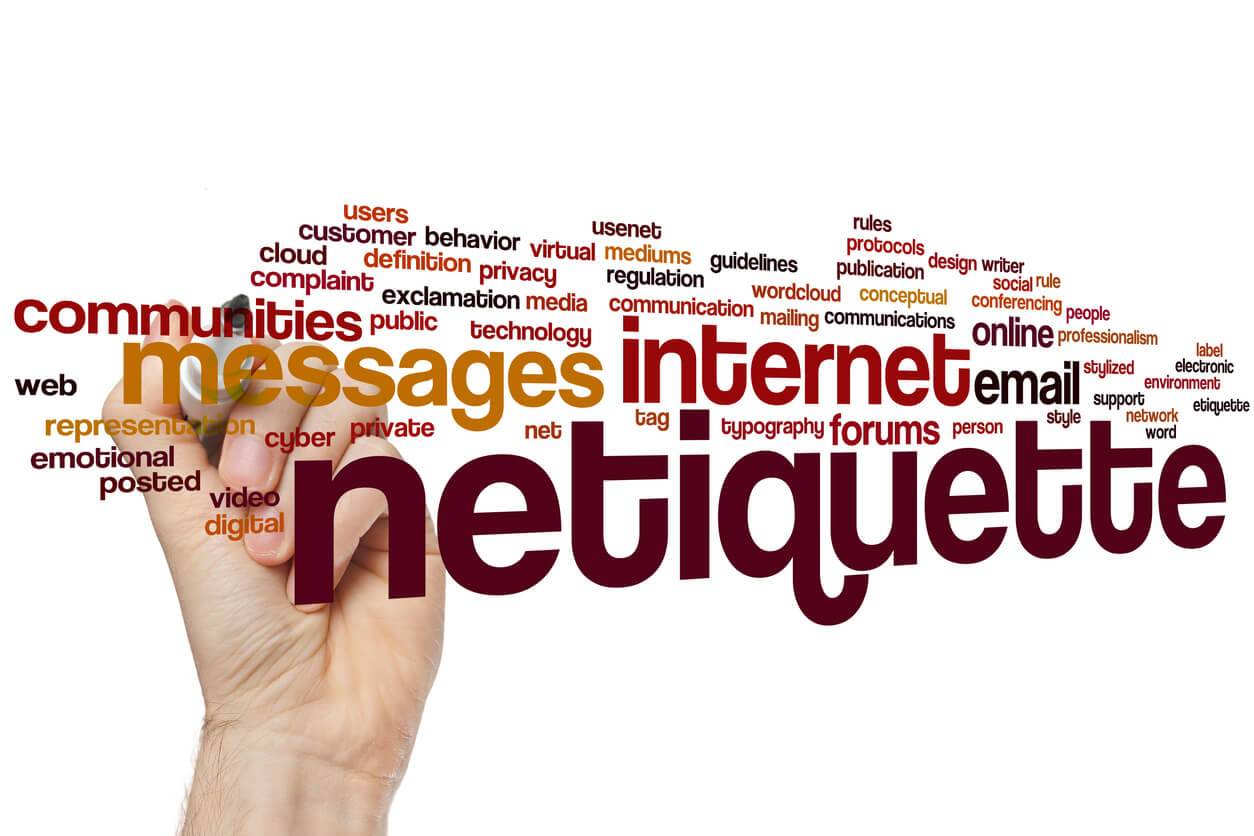 users
customer behavior
usenet
rules
cloud definition privacy virtual mediums guidelines protocols design writer
complaint exclamation media regulation publication social rule
communities public technology communication wordcloud conceptual conferencing people
mailing communications online professionalism
messages internet
web email stylized label electronic environment
representation cyber private net tag typography forums person support style network etiquette word
emotional
posted
video
digital
netiquette